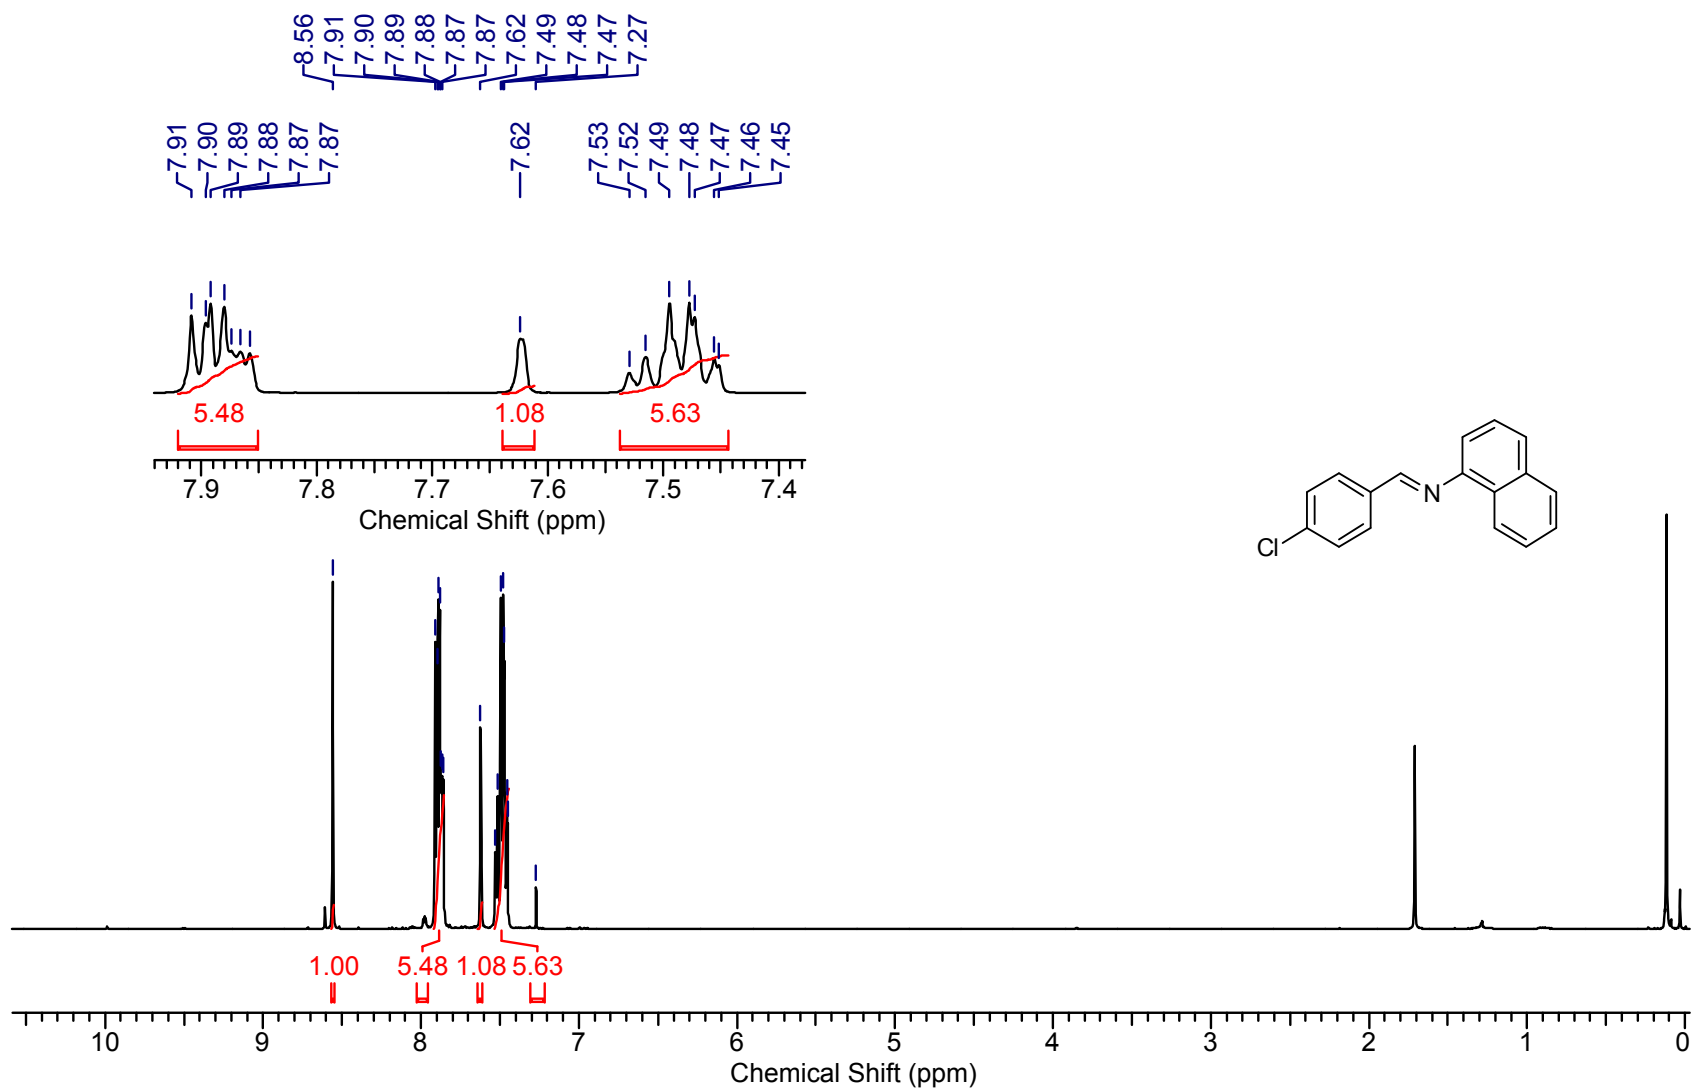 8.56 7.91 7.90 7.89 7.88 7.87 7.87 7.62 7.49 7.48 7.47 7.27
7.91 7.90 7.89 7.88 7.87 7.87 7.62 7.53 7.52 7.49 7.48 7.47 7.46 7.45
5.48 1.08 5.63
7.9 7.8 7.7 7.6 7.5 7.4
Chemical Shift (ppm)
N
Cl
1.00 5.48 1.08 5.63
10 9 8 7 6 5 4 3 2 1 0
Chemical Shift (ppm)